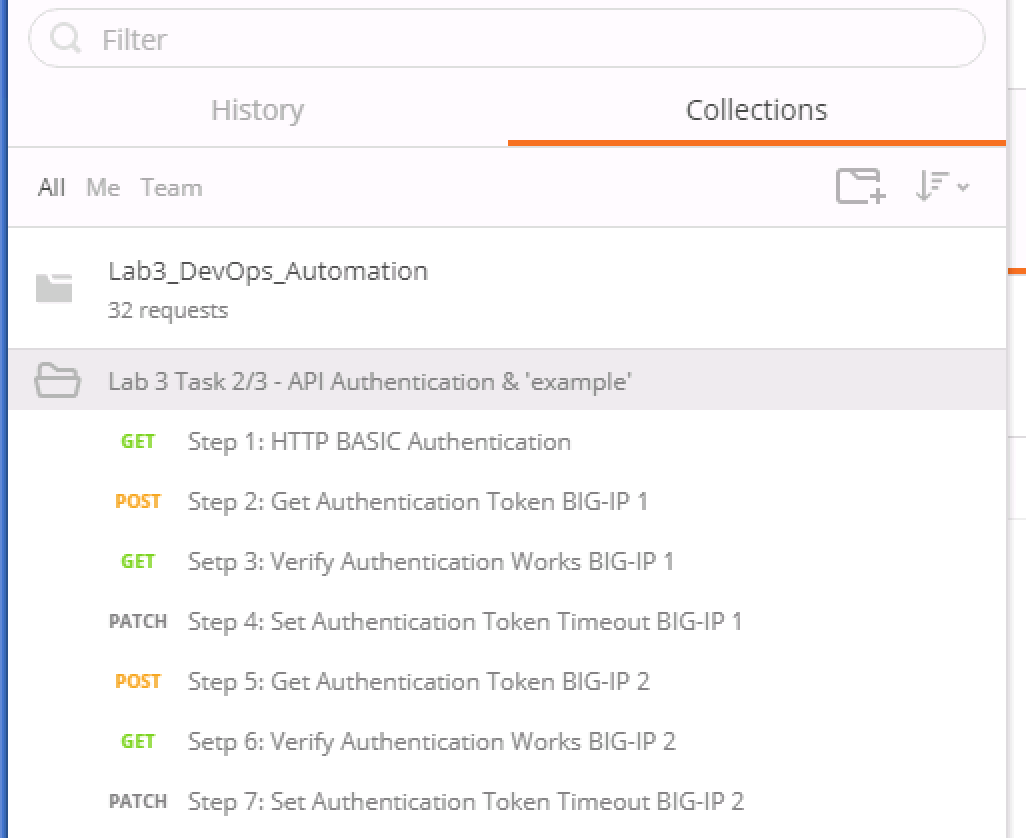 Filter
History Collections
All Me Team
Lab3_DevOps_Automation
32 requests
Lab 3 Task 2/3 - API Authentication & 'example'
GET Step 1: HTTP BASIC Authentication
POST Step 2: Get Authentication Token BIG-IP 1
GET Setp 3: Verify Authentication Works BIG-IP 1
PATCH Step 4: Set Authentication Token Timeout BIG-IP 1
POST Step 5: Get Authentication Token BIG-IP 2
GET Setp 6: Verify Authentication Works BIG-IP 2
PATCH Step 7: Set Authentication Token Timeout BIG-IP 2